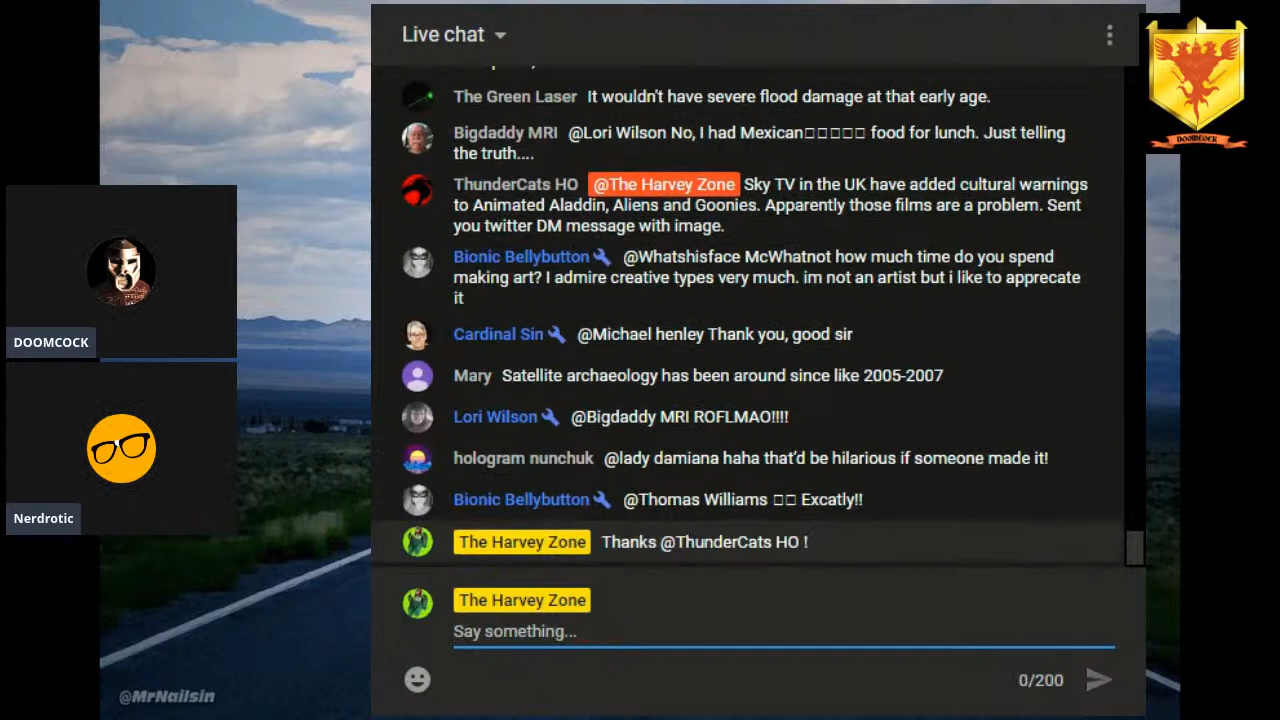 Live chat
The Green Laser It wouldn't have severe flood damage at that early age.
Bigdaddy MRI @Lori Wilson No, I had Mexican□□□□□ food for lunch. Just telling
the truth....
ThunderCats HO @The Harvey Zone Sky TV in the UK have added cultural warnings
to Animated Aladdin, Aliens and Goonies. Apparently those films are a problem. Sent
you twitter DM message with image.
Bionic Bellybutton @Whatshisface McWhatnot how much time do you spend
making art? I admire creative types very much. im not an artist but i like to apprecate
it
Cardinal Sin @Michael henley Thank you, good sir
Mary Satellite archaeology has been around since like 2005-2007
Lori Wilson @Bigdaddy MRI ROFLMAO!!!!
hologram nunchuk @lady damiana haha that'd be hilarious if someone made it!
Bionic Bellybutton @Thomas Williams □□ Excatly!!
The Harvey Zone Thanks @ThunderCats HO !
The Harvey Zone
Say something...
0/200
DOOMCOCK
Nerdrotic
DOOMCOCK
@MrNailsin